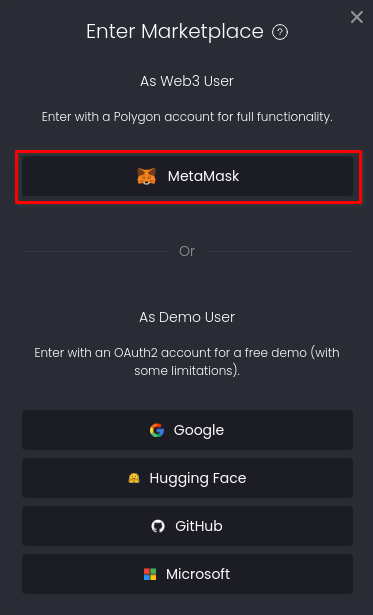 Enter Marketplace ?
As Web3 User
Enter with a Polygon account for full functionality.
MetaMask
Or
As Demo User
Enter with an OAuth2 account for a free demo (with
some limitations).
Google
Hugging Face
GitHub
Microsoft